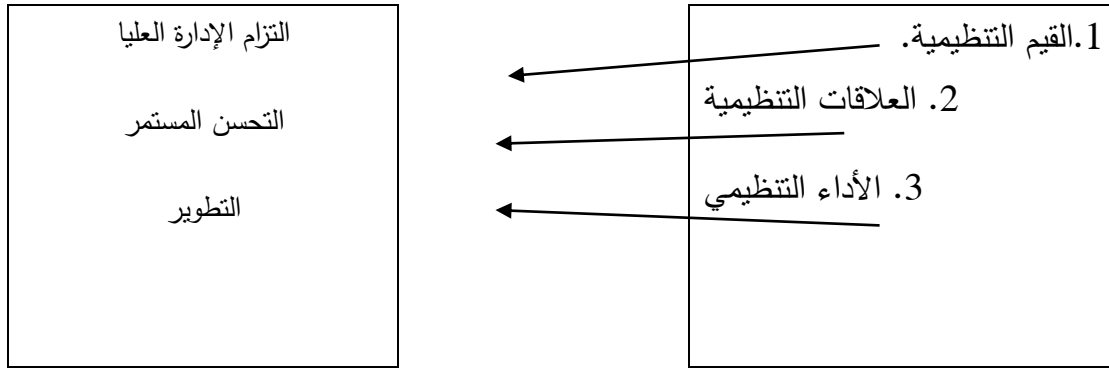 1.القيم التنظيمية.
2. العلاقات التنظيمية
3. الأداء التنظيمي
التزام الإدارة العليا
التحسن المستمر
التطوير